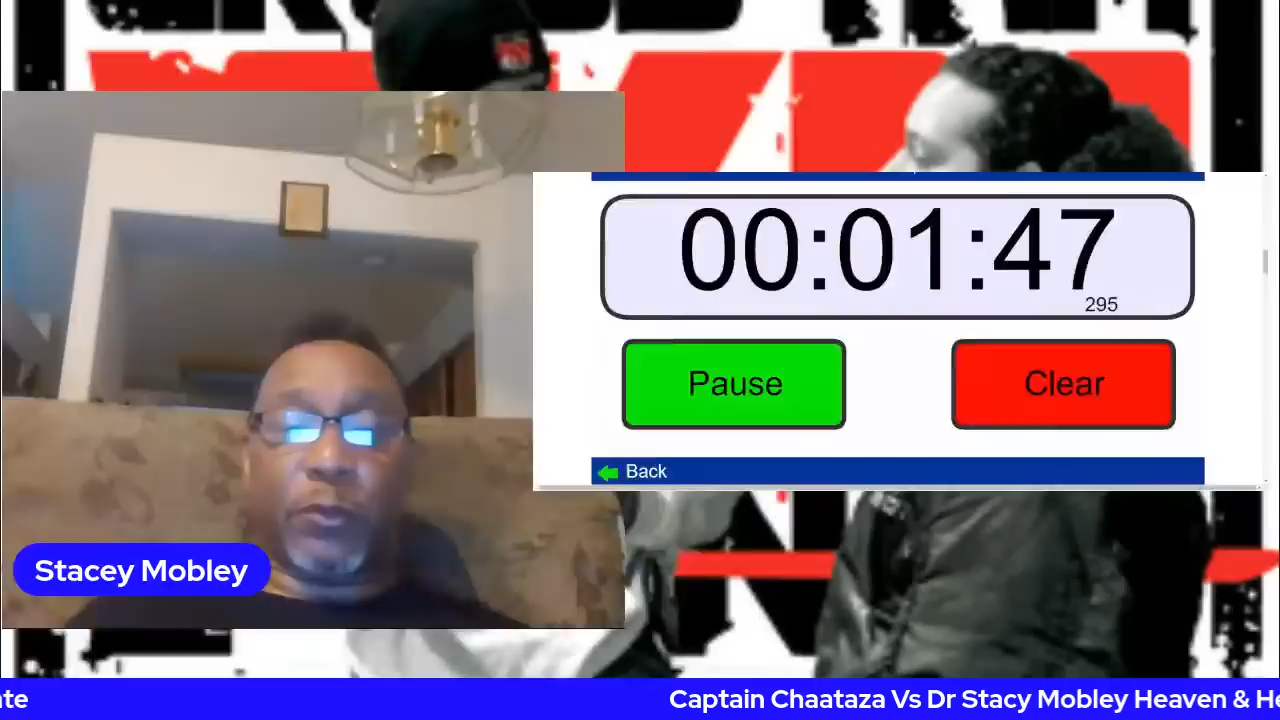 00:01:47
295
Pause
Clear
Back
Stacey Mobley
ate
Captain Chaataza Vs Dr Stacy Mobley Heaven & He